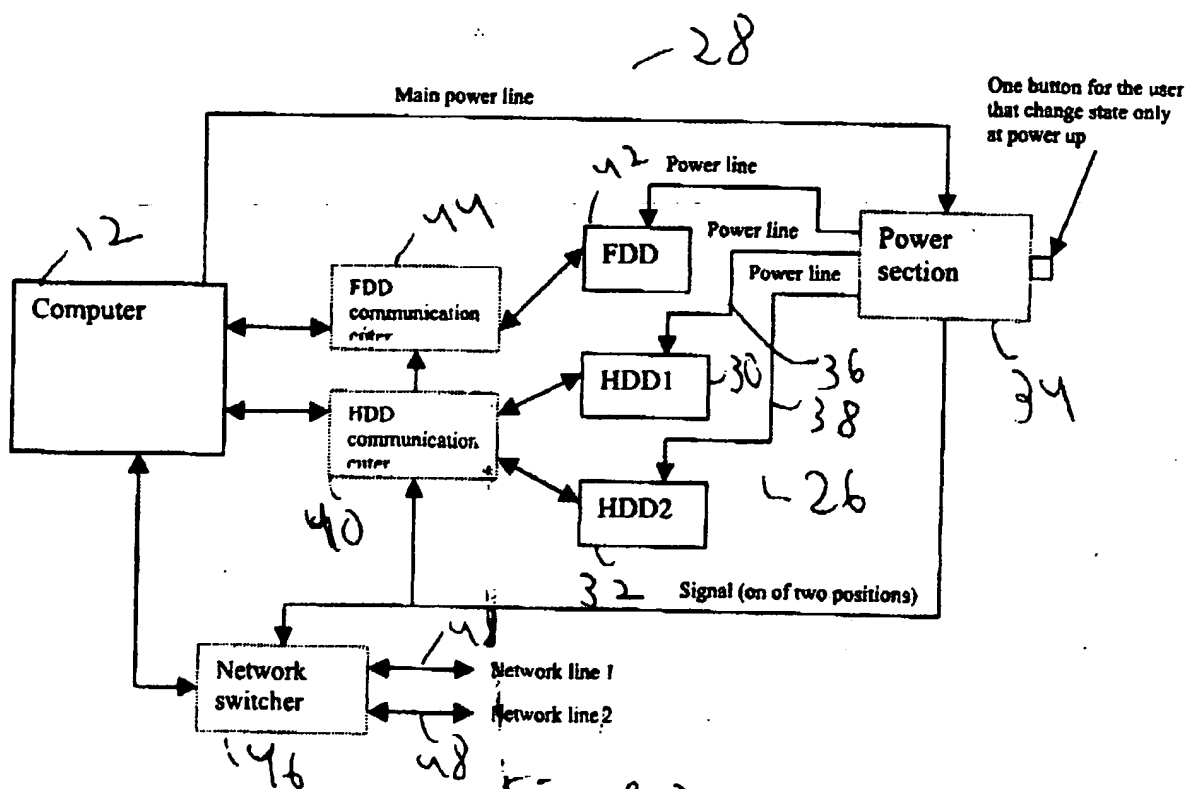 28
Main power line
One button for the user
that change state only
at power up
42
Power line
44
12
Power line
Power
section
FDD
Power line
Computer
FDD
communication
HDD1
30
36
34
HDD
communication
38
HDD2
26
40
32
Signal (on of two positions)
Network
switcher
48
Network line 1
Network line 2
46
48